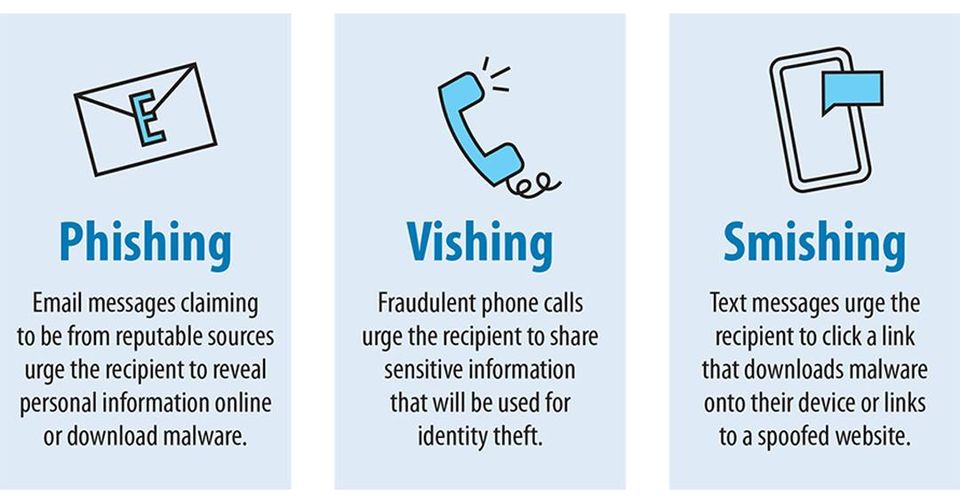 E
Phishing
Email messages claiming
to be from reputable sources
urge the recipient to reveal
personal information online
or download malware.
Vishing
Fraudulent phone calls
urge the recipient to share
sensitive information
that will be used for
identity theft.
Smishing
Text messages urge the
recipient to click a link
that downloads malware
onto their device or links
to a spoofed website.